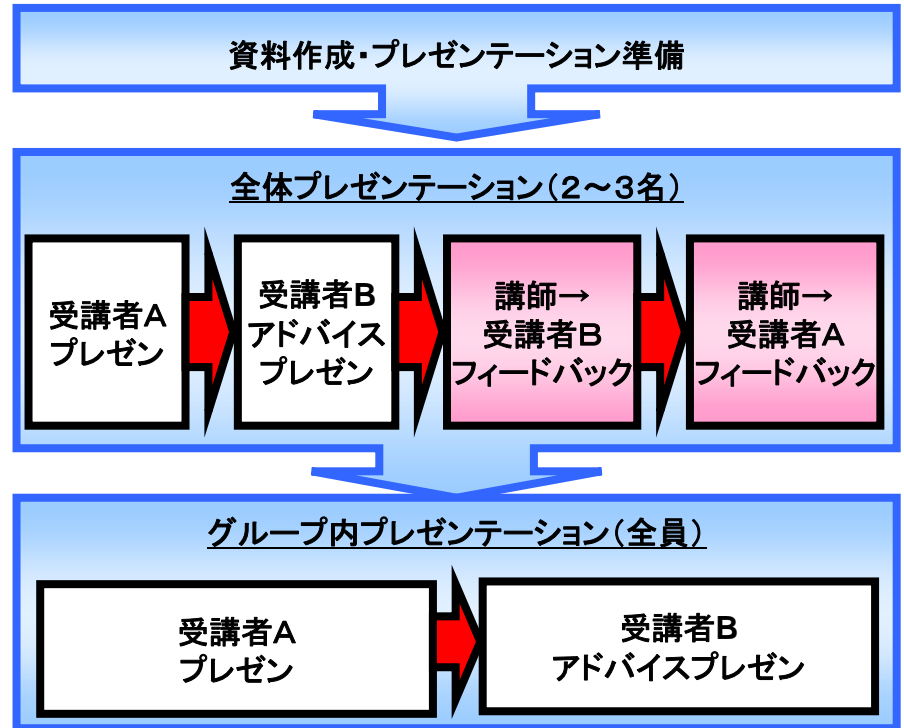 資料作成・プレゼンテーション準備
全体プレゼンテーション（２～３名）
受講者Ａ
プレゼン
受講者Ｂ
アドバイス
プレゼン
講師→
受講者Ｂ
フィードバック
講師→
受講者Ａ
フィードバック
グループ内プレゼンテーション（全員）
受講者Ａ
プレゼン
受講者Ｂ
アドバイスプレゼン